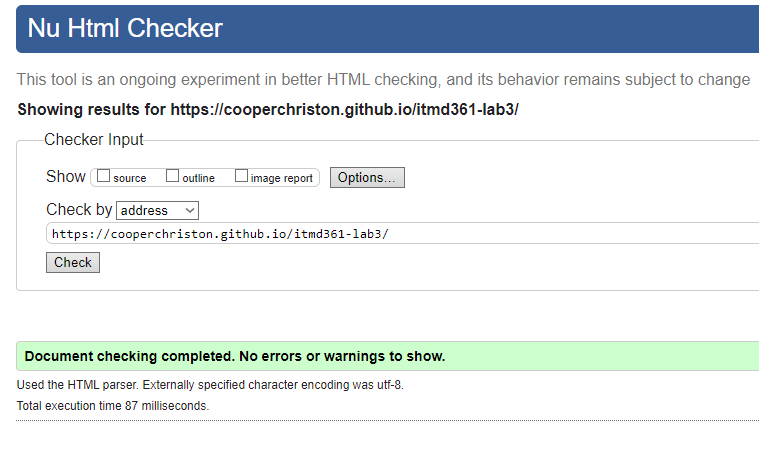 Nu Html Checker
This tool is an ongoing experiment in better HTML checking, and its behavior remains subject to change
Showing results for https://cooperchriston.github.io/itmd361-lab3/
Checker Input
Show source outline image report Options...
Check by address
https://cooperchriston.github.io/itmd361-lab3/
Check
Document checking completed. No errors or warnings to show.
Used the HTML parser. Externally specified character encoding was utf-8.
Total execution time 87 milliseconds.